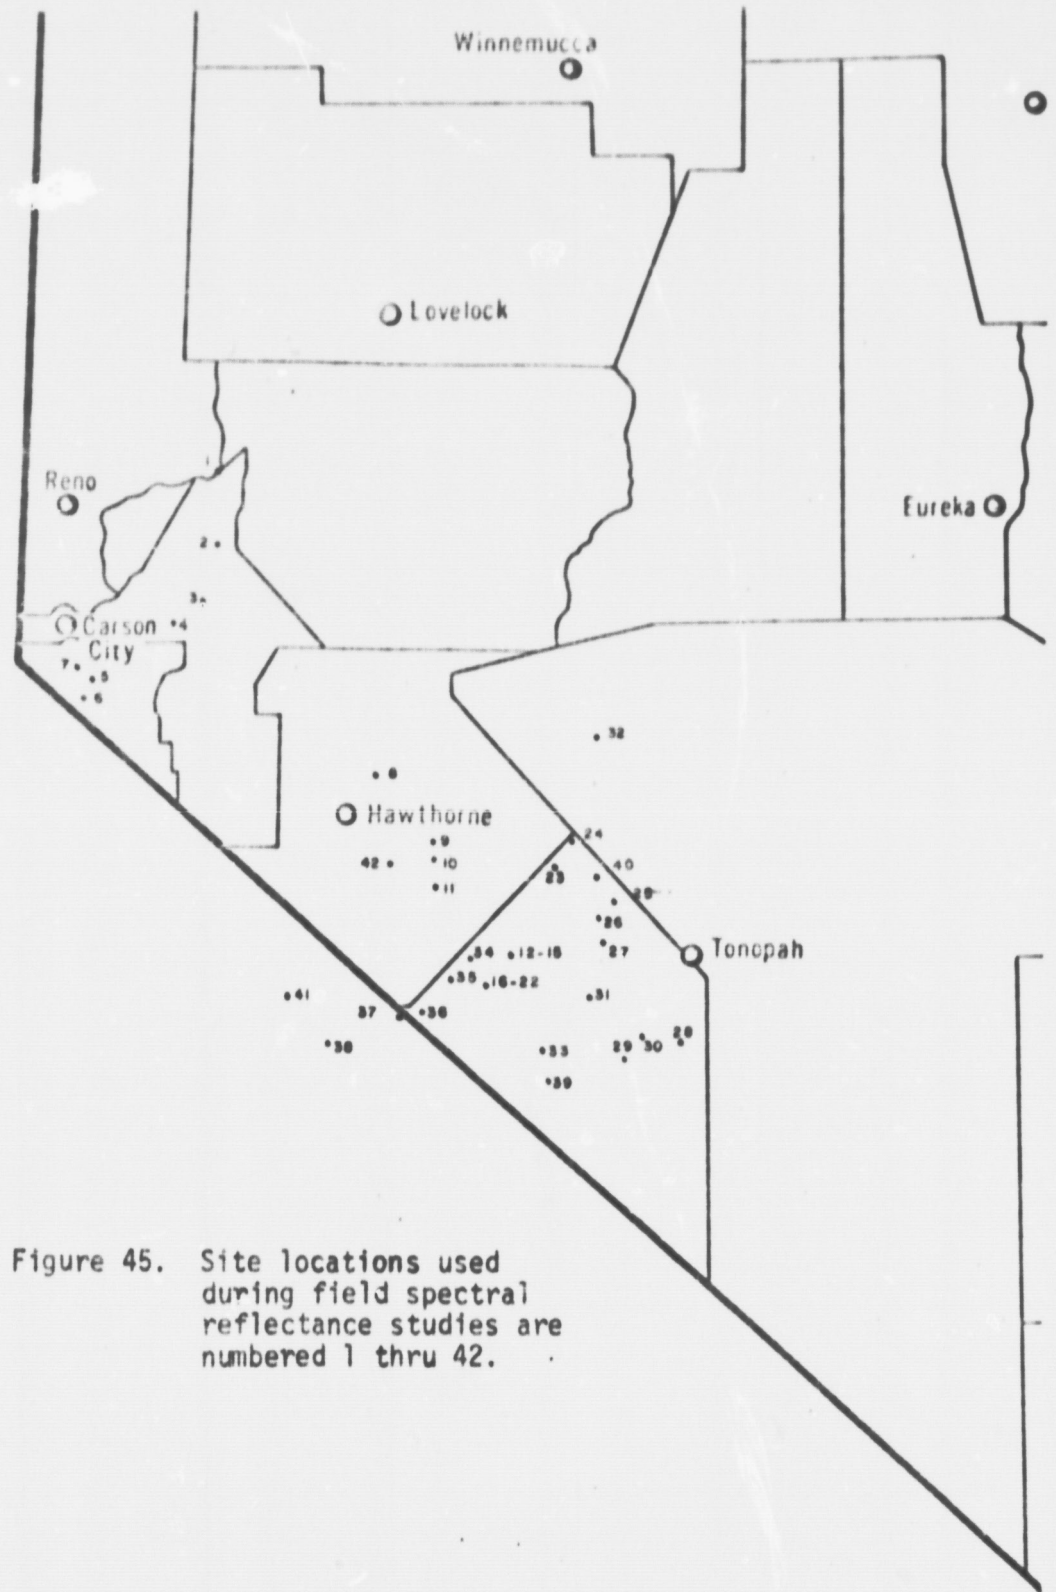 Winnemucca
Lovelock
Reno
Eureka
1
2
3
Carson
4
City
7
5
6
32
8
Hawthorne
24
9
42
10
40
23
11
25
26
27
Tonopah
34
12-15
35
16-22
41
31
37
36
38
33
29
30
28
39
Figure 45. Site locations used
during field spectral
reflectance studies are
numbered 1 thru 42.